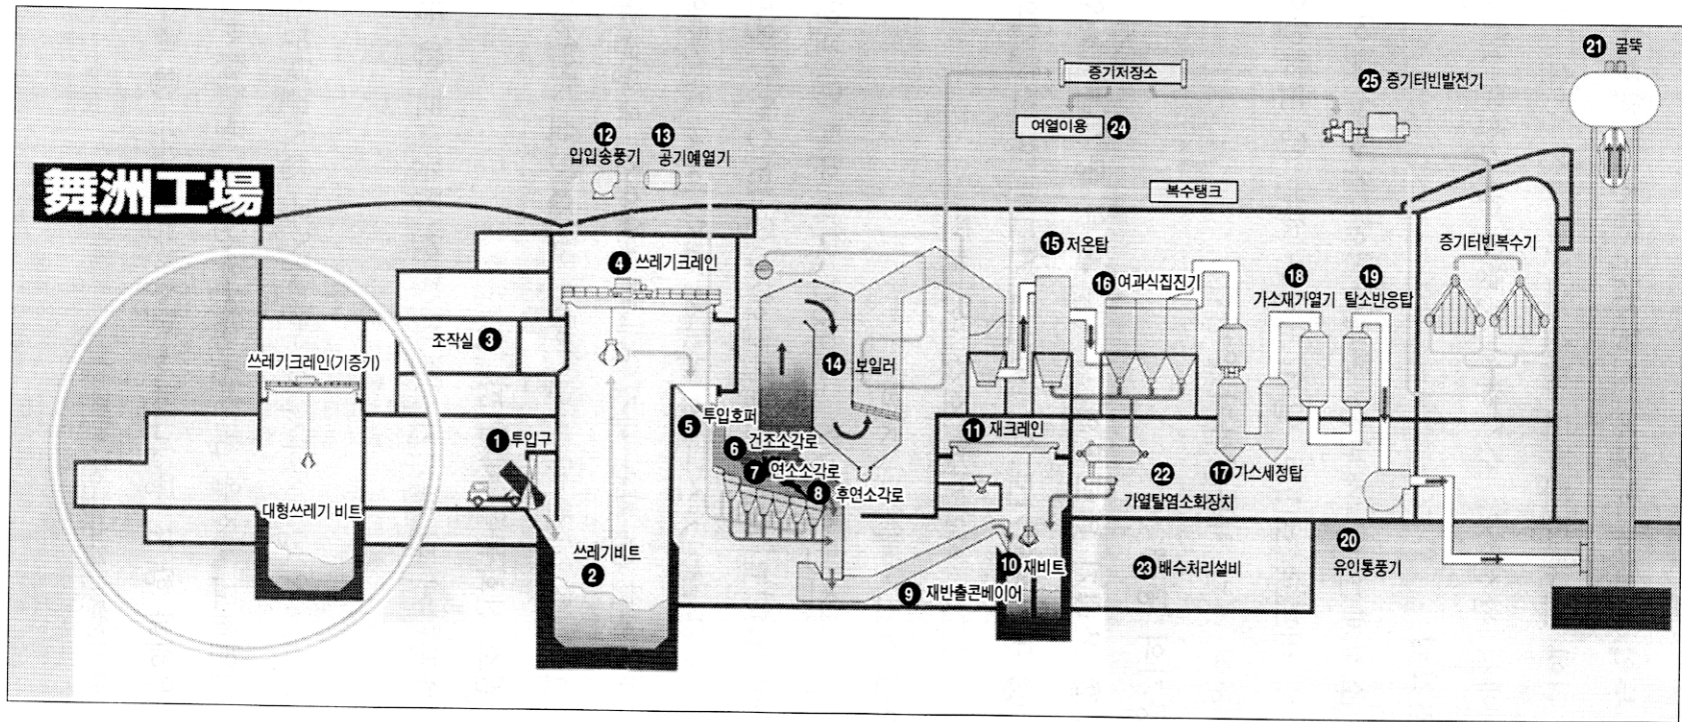 舞洲工場
쓰레기크레인(기증기)
대형쓰레기 비트
1 투입구
쓰레기비트
2
조작실 3
4 쓰레기크레인
5 투입호퍼
6 건조소각로
7 연소소각로
8 후연소각로
9 재반출콘베이어
10 재비트
11 재크레인
12
압입송풍기
13
공기예열기
14 보일러
15 저온탑
16 여과식집진기
17 가스세정탑
18
가스재가열기
19
탈소반응탑
20
유인통풍기
21 굴뚝
22
가열탈염소화장치
23 배수처리설비
증기저장소
여열이용 24
25 증기터빈발전기
복수탱크
증기터빈복수기